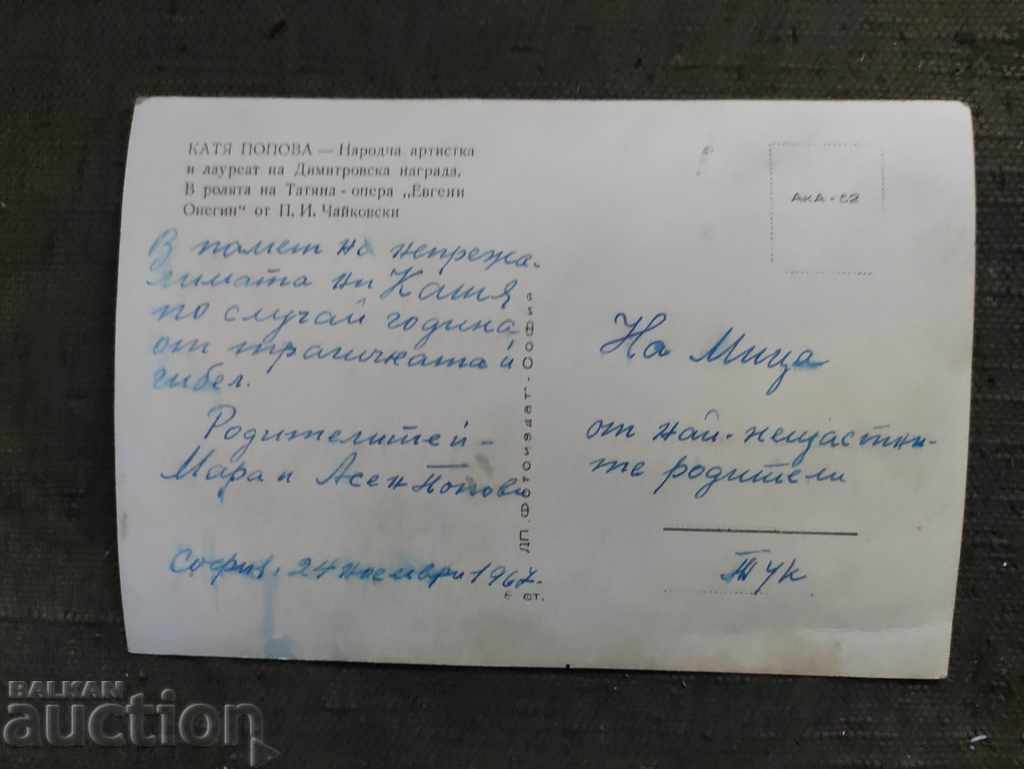 КАТЯ ПОПОВА — Народна артистка
и лауреат на Димитровска награда.
В ролята на Татяна - опера „Евгени
Онегин“ от П. И. Чайковски
В памет на непрежа-
лимата ни Катя
по случай година
от трагичката ѝ
гибел.
Родителите ѝ –
Мара и Асен Попови
София, 24 ноември 1967.
ДП. Фотоиздат - София
6 ст.
АКА - 62
На Мица
от най-нещастни-
те родители
Тук
BALKAN
auction